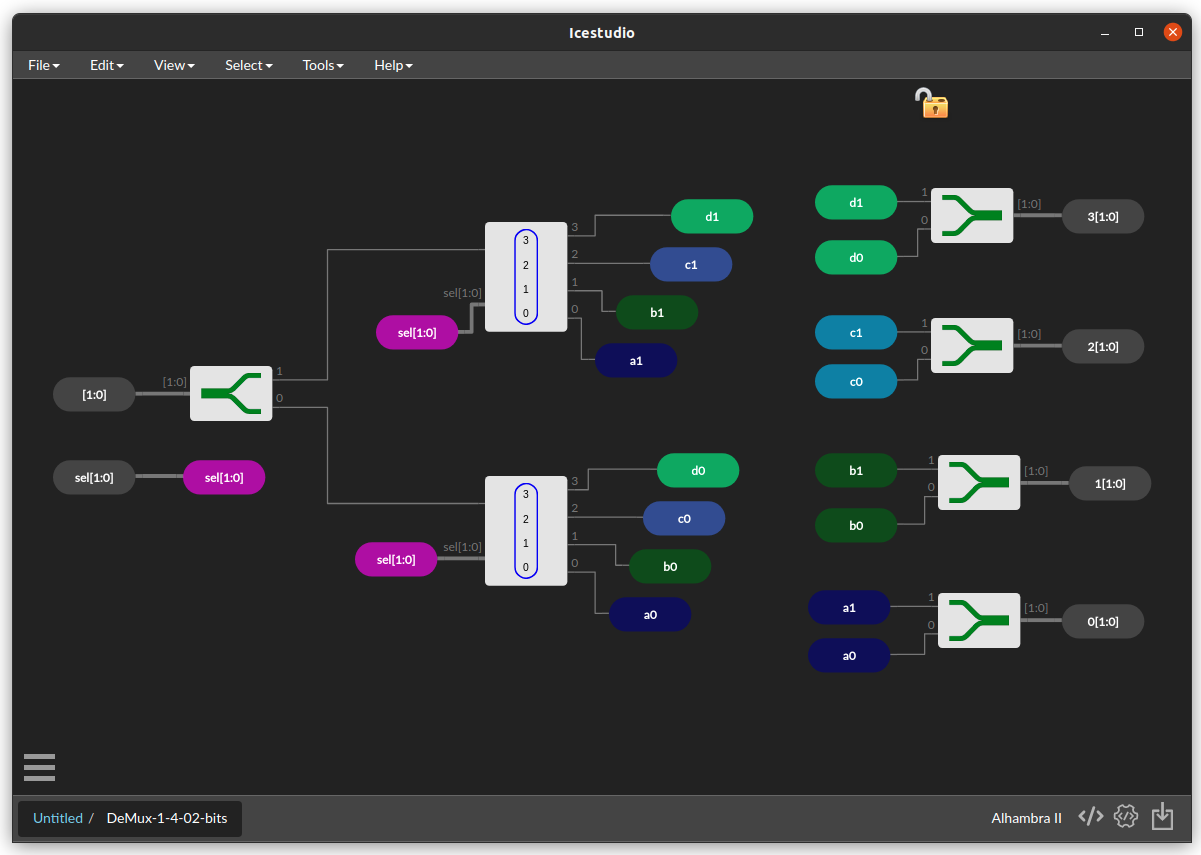 Icestudio
File Edit View Select Tools Help
d1
c1
b1
a1
3
2
1
0
3
2
1
0
sel[1:0]
sel[1:0]
[1:0]
[1:0]
1
0
sel[1:0]
sel[1:0]
d0
c0
b0
a0
3
2
1
0
3
2
1
0
sel[1:0]
sel[1:0]
d1
d0
1
0
[1:0]
3[1:0]
c1
c0
1
0
[1:0]
2[1:0]
b1
b0
1
0
[1:0]
1[1:0]
a1
a0
1
0
[1:0]
0[1:0]
Untitled / DeMux-1-4-02-bits
Alhambra II